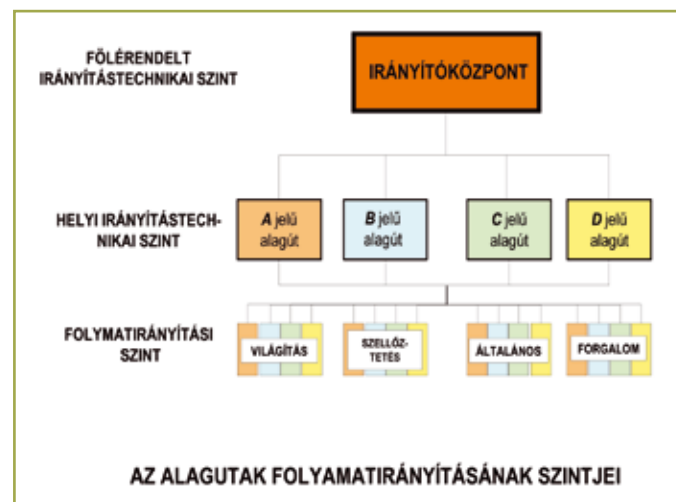 FÖLÉRENDELT
IRÁNYÍTÁSTECHNIKAI SZINT
IRÁNYÍTÓKÖZPONT
HELYI IRÁNYÍTÁSTECH-
NIKAI SZINT
A jelű
alagút
B jelű
alagút
C jelű
alagút
D jelű
alagút
FOLYMATIRÁNYÍTÁSI
SZINT
VILÁGÍTÁS
SZELLŐZ-
TETÉS
ÁLTALÁNOS
FORGALOM
AZ ALAGUTAK FOLYAMATIRÁNYÍTÁSÁNAK SZINTJEI